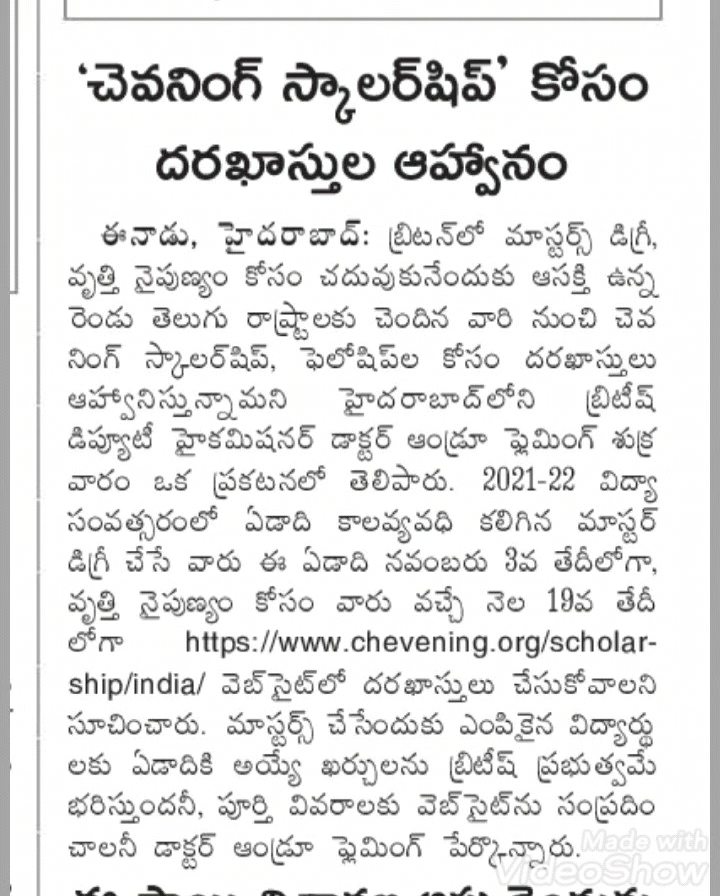 ‘చెవనింగ్ స్కాలర్‌షిప్’ కోసం
దరఖాస్తుల ఆహ్వానం
ఈనాడు, హైదరాబాద్: బ్రిటన్‌లో మాస్టర్స్ డిగ్రీ,
వృత్తి నైపుణ్యం కోసం చదువుకునేందుకు ఆసక్తి ఉన్న
రెండు తెలుగు రాష్ట్రాలకు చెందిన వారి నుంచి చెవ
నింగ్ స్కాలర్‌షిప్, ఫెలోషిప్‌ల కోసం దరఖాస్తులు
ఆహ్వానిస్తున్నామని హైదరాబాద్‌లోని బ్రిటీష్
డిప్యూటీ హైకమిషనర్ డాక్టర్ ఆండ్రూ ఫ్లెమింగ్ శుక్ర
వారం ఒక ప్రకటనలో తెలిపారు. 2021-22 విద్యా
సంవత్సరంలో ఏడాది కాలవ్యవధి కలిగిన మాస్టర్
డిగ్రీ చేసే వారు ఈ ఏడాది నవంబరు 3వ తేదీలోగా,
వృత్తి నైపుణ్యం కోసం వారు వచ్చే నెల 19వ తేదీ
లోగా https://www.chevening.org/scholar-
ship/india/ వెబ్‌సైట్‌లో దరఖాస్తులు చేసుకోవాలని
సూచించారు. మాస్టర్స్ చేసేందుకు ఎంపికైన విద్యార్థు
లకు ఏడాదికి అయ్యే ఖర్చులను బ్రిటీష్ ప్రభుత్వమే
భరిస్తుందనీ, పూర్తి వివరాలకు వెబ్‌సైట్‌ను సంప్రదిం
చాలనీ డాక్టర్ ఆండ్రూ ఫ్లెమింగ్ పేర్కొన్నారు.
Made with
VideoShow